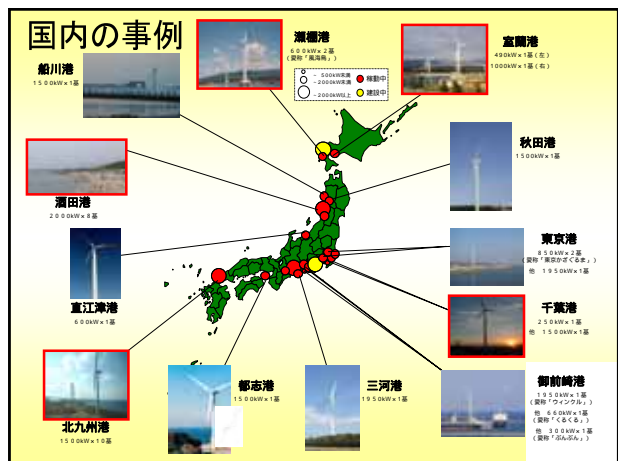 国内の事例
瀬棚港
600kW×2基
(愛称「風海鳥」)
室蘭港
490kW×1基(左)
1000kW×1基(右)
~ 500kW未満
~2000kW未満
~2000kW以上
稼動中
建設中
船川港
1500kW×1基
秋田港
1500kW×1基
酒田港
2000kW×8基
東京港
850kW×2基
(愛称「東京かざぐるま」)
他 1950kW×1基
直江津港
600kW×1基
千葉港
250kW×1基
他 1500kW×1基
北九州港
1500kW×10基
都志港
1500kW×1基
三河港
1950kW×1基
御前崎港
1950kW×1基
(愛称「ウィンクル」)
他 660kW×1基
(愛称「くるくる」)
他 300kW×1基
(愛称「ぶんぶん」)